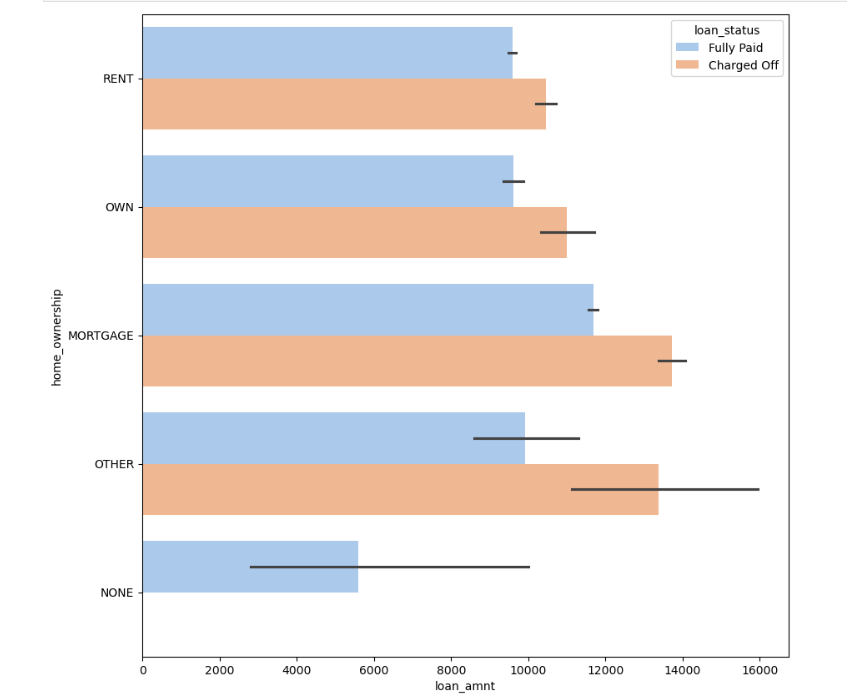 loan_status
Fully Paid
Charged Off
RENT
OWN
MORTGAGE
OTHER
NONE
home_ownership
0 2000 4000 6000 8000 10000 12000 14000 16000
loan_amnt